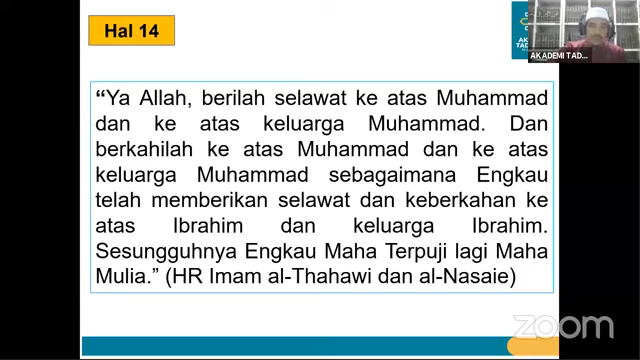 Hal 14
AKADEMI TAD...
“Ya Allah, berilah selawat ke atas Muhammad
dan ke atas keluarga Muhammad. Dan
berkahilah ke atas Muhammad dan ke atas
keluarga Muhammad sebagaimana Engkau
telah memberikan selawat dan keberkahan ke
atas Ibrahim dan keluarga Ibrahim.
Sesungguhnya Engkau Maha Terpuji lagi Maha
Mulia.” (HR Imam al-Thahawi dan al-Nasaie)
zoom